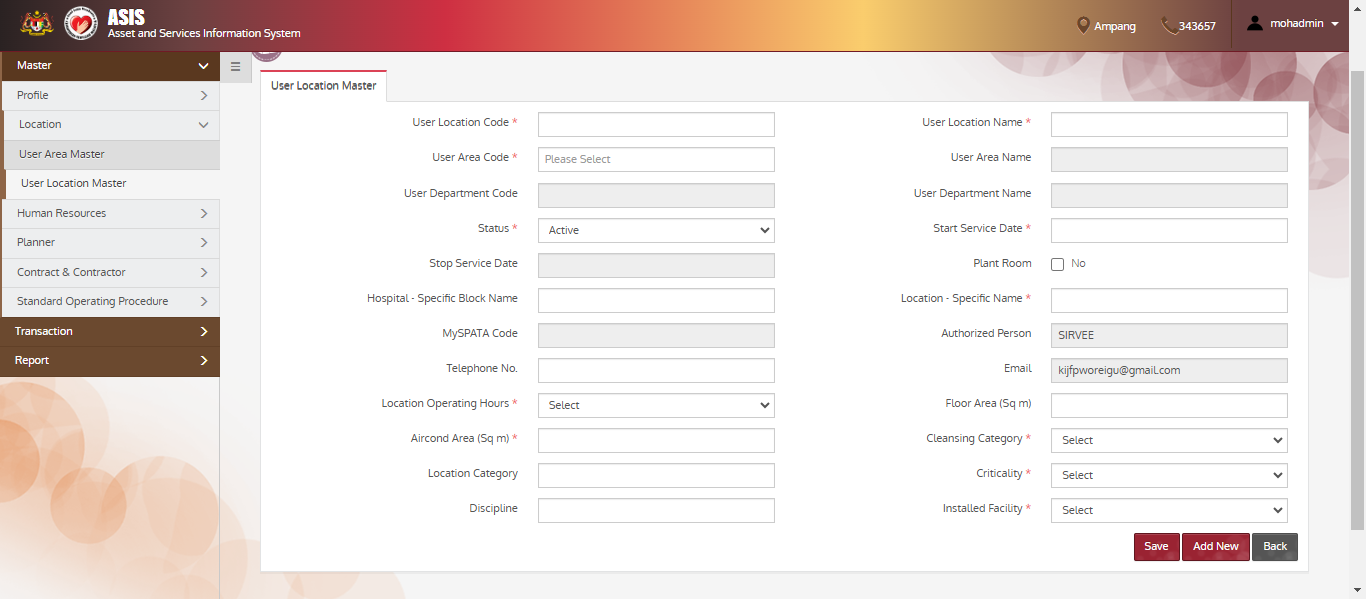 ASIS
Asset and Services Information System
Ampang
343657
mohadmin
Master
Profile
Location
User Area Master
User Location Master
Human Resources
Planner
Contract & Contractor
Standard Operating Procedure
Transaction
Report
User Location Master
User Location Code *
User Location Name *
User Area Code * Please Select
User Area Name
User Department Code
User Department Name
Status * Active
Start Service Date *
Stop Service Date
Plant Room No
Hospital - Specific Block Name
Location - Specific Name *
MySPATA Code
Authorized Person SIRVEE
Telephone No.
Email kijfpworeigu@gmail.com
Location Operating Hours * Select
Floor Area (Sq m)
Aircond Area (Sq m) *
Cleansing Category * Select
Location Category
Criticality * Select
Discipline
Installed Facility * Select
Save Add New Back